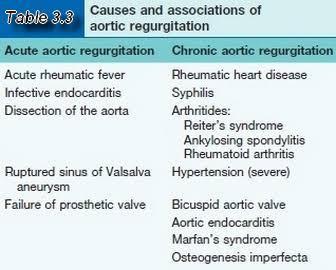 Table 3.3
Causes and associations of
aortic regurgitation
Acute aortic regurgitation
Chronic aortic regurgitation
Acute rheumatic fever
Rheumatic heart disease
Infective endocarditis
Syphilis
Dissection of the aorta
Arthritides:
Reiter's syndrome
Ankylosing spondylitis
Rheumatoid arthritis
Ruptured sinus of Valsalva
aneurysm
Hypertension (severe)
Failure of prosthetic valve
Bicuspid aortic valve
Aortic endocarditis
Marfan's syndrome
Osteogenesis imperfecta